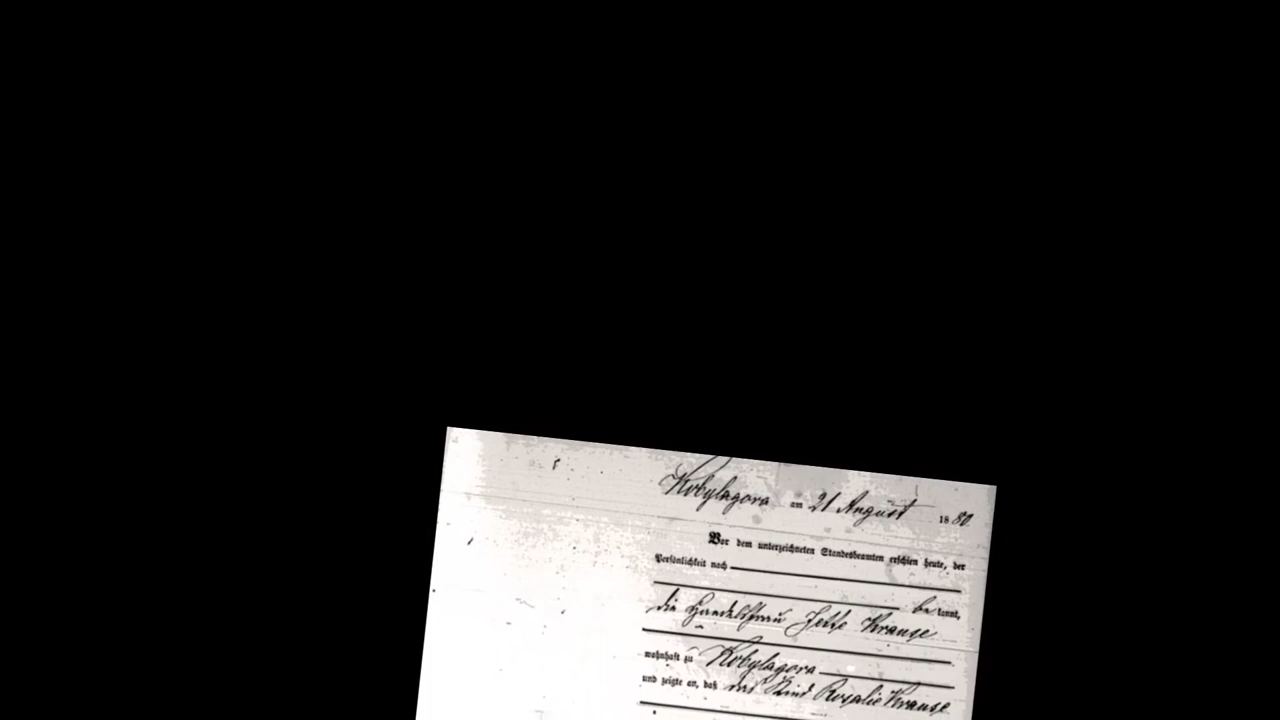 Kobylagora am 21 August 1880
Vor dem unterzeichneten Standesbeamten erschien heute, der
Persönlichkeit nach
bekannt,
die Handelsfrau Jette Krause
wohnhaft zu Kobylagora
und zeigte an, daß das Kind Rosalie Krause